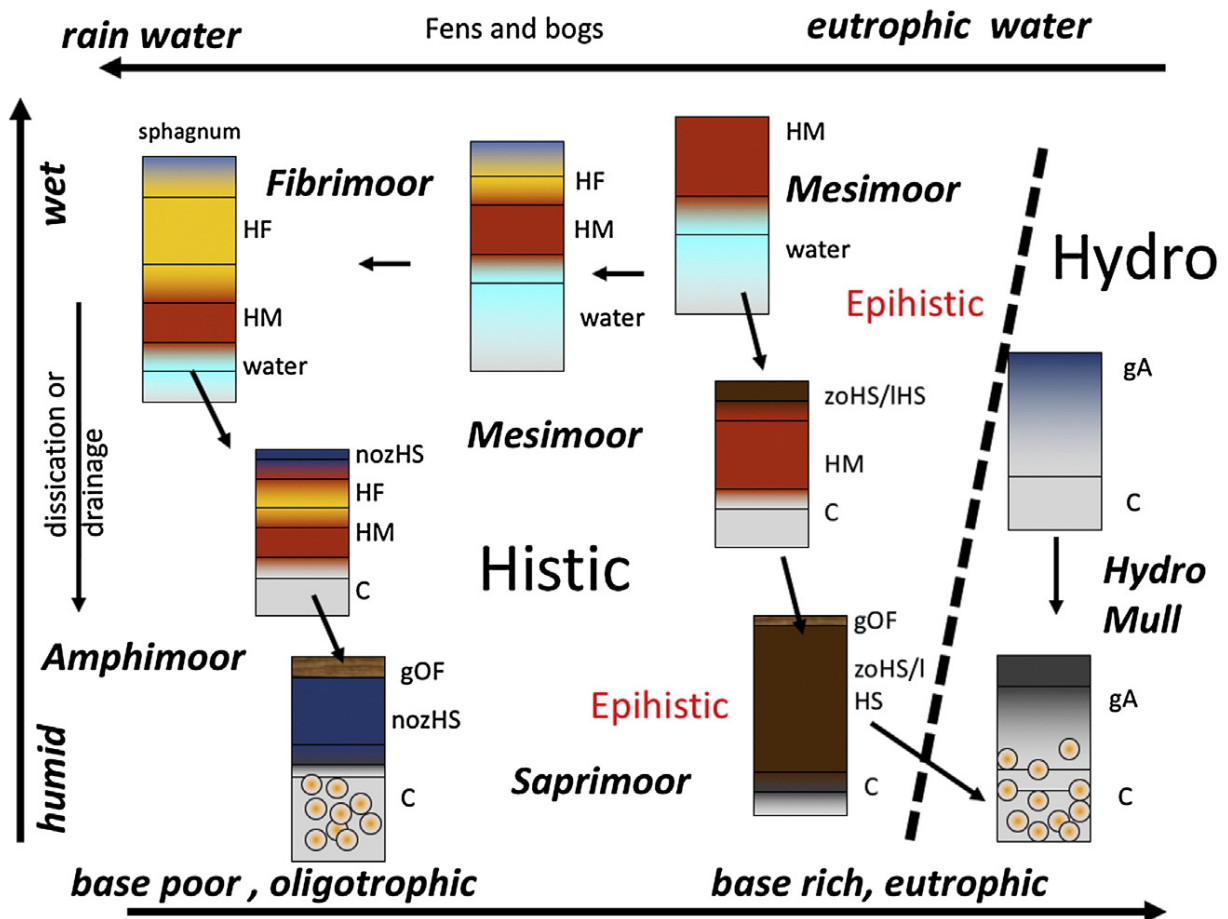 rain water
Fens and bogs
eutrophic water
wet
sphagnum
Fibrimoor
HF
HM
water
HF
HM
water
HM
Mesimoor
water
Epihistic
Hydro
dissication or
drainage
nozHS
HF
HM
C
Mesimoor
zoHS/lHS
HM
C
gA
C
Histic
Hydro
Mull
Amphimoor
gOF
nozHS
C
Epihistic
Saprimoor
gOF
zoHS/l
HS
C
gA
C
humid
base poor , oligotrophic
base rich, eutrophic